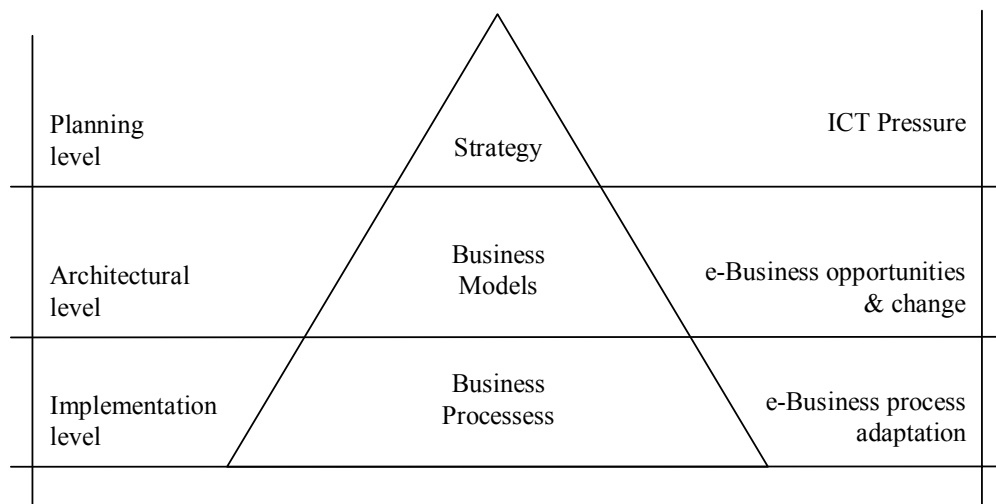 Planning
level
Strategy
ICT Pressure
Architectural
level
Business
Models
e-Business opportunities
& change
Implementation
level
Business
Processess
e-Business process
adaptation